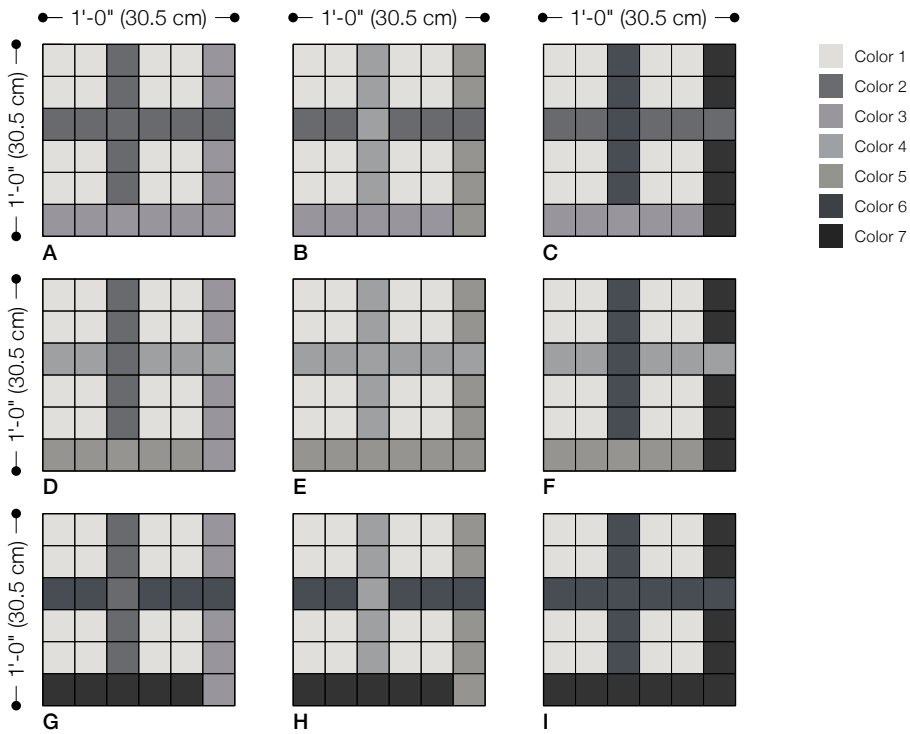 1'-0" (30.5 cm) 1'-0" (30.5 cm) 1'-0" (30.5 cm)
1'-0" (30.5 cm)
Color 1
Color 2
Color 3
Color 4
Color 5
Color 6
Color 7
A B C
1'-0" (30.5 cm)
D E F
1'-0" (30.5 cm)
G H I